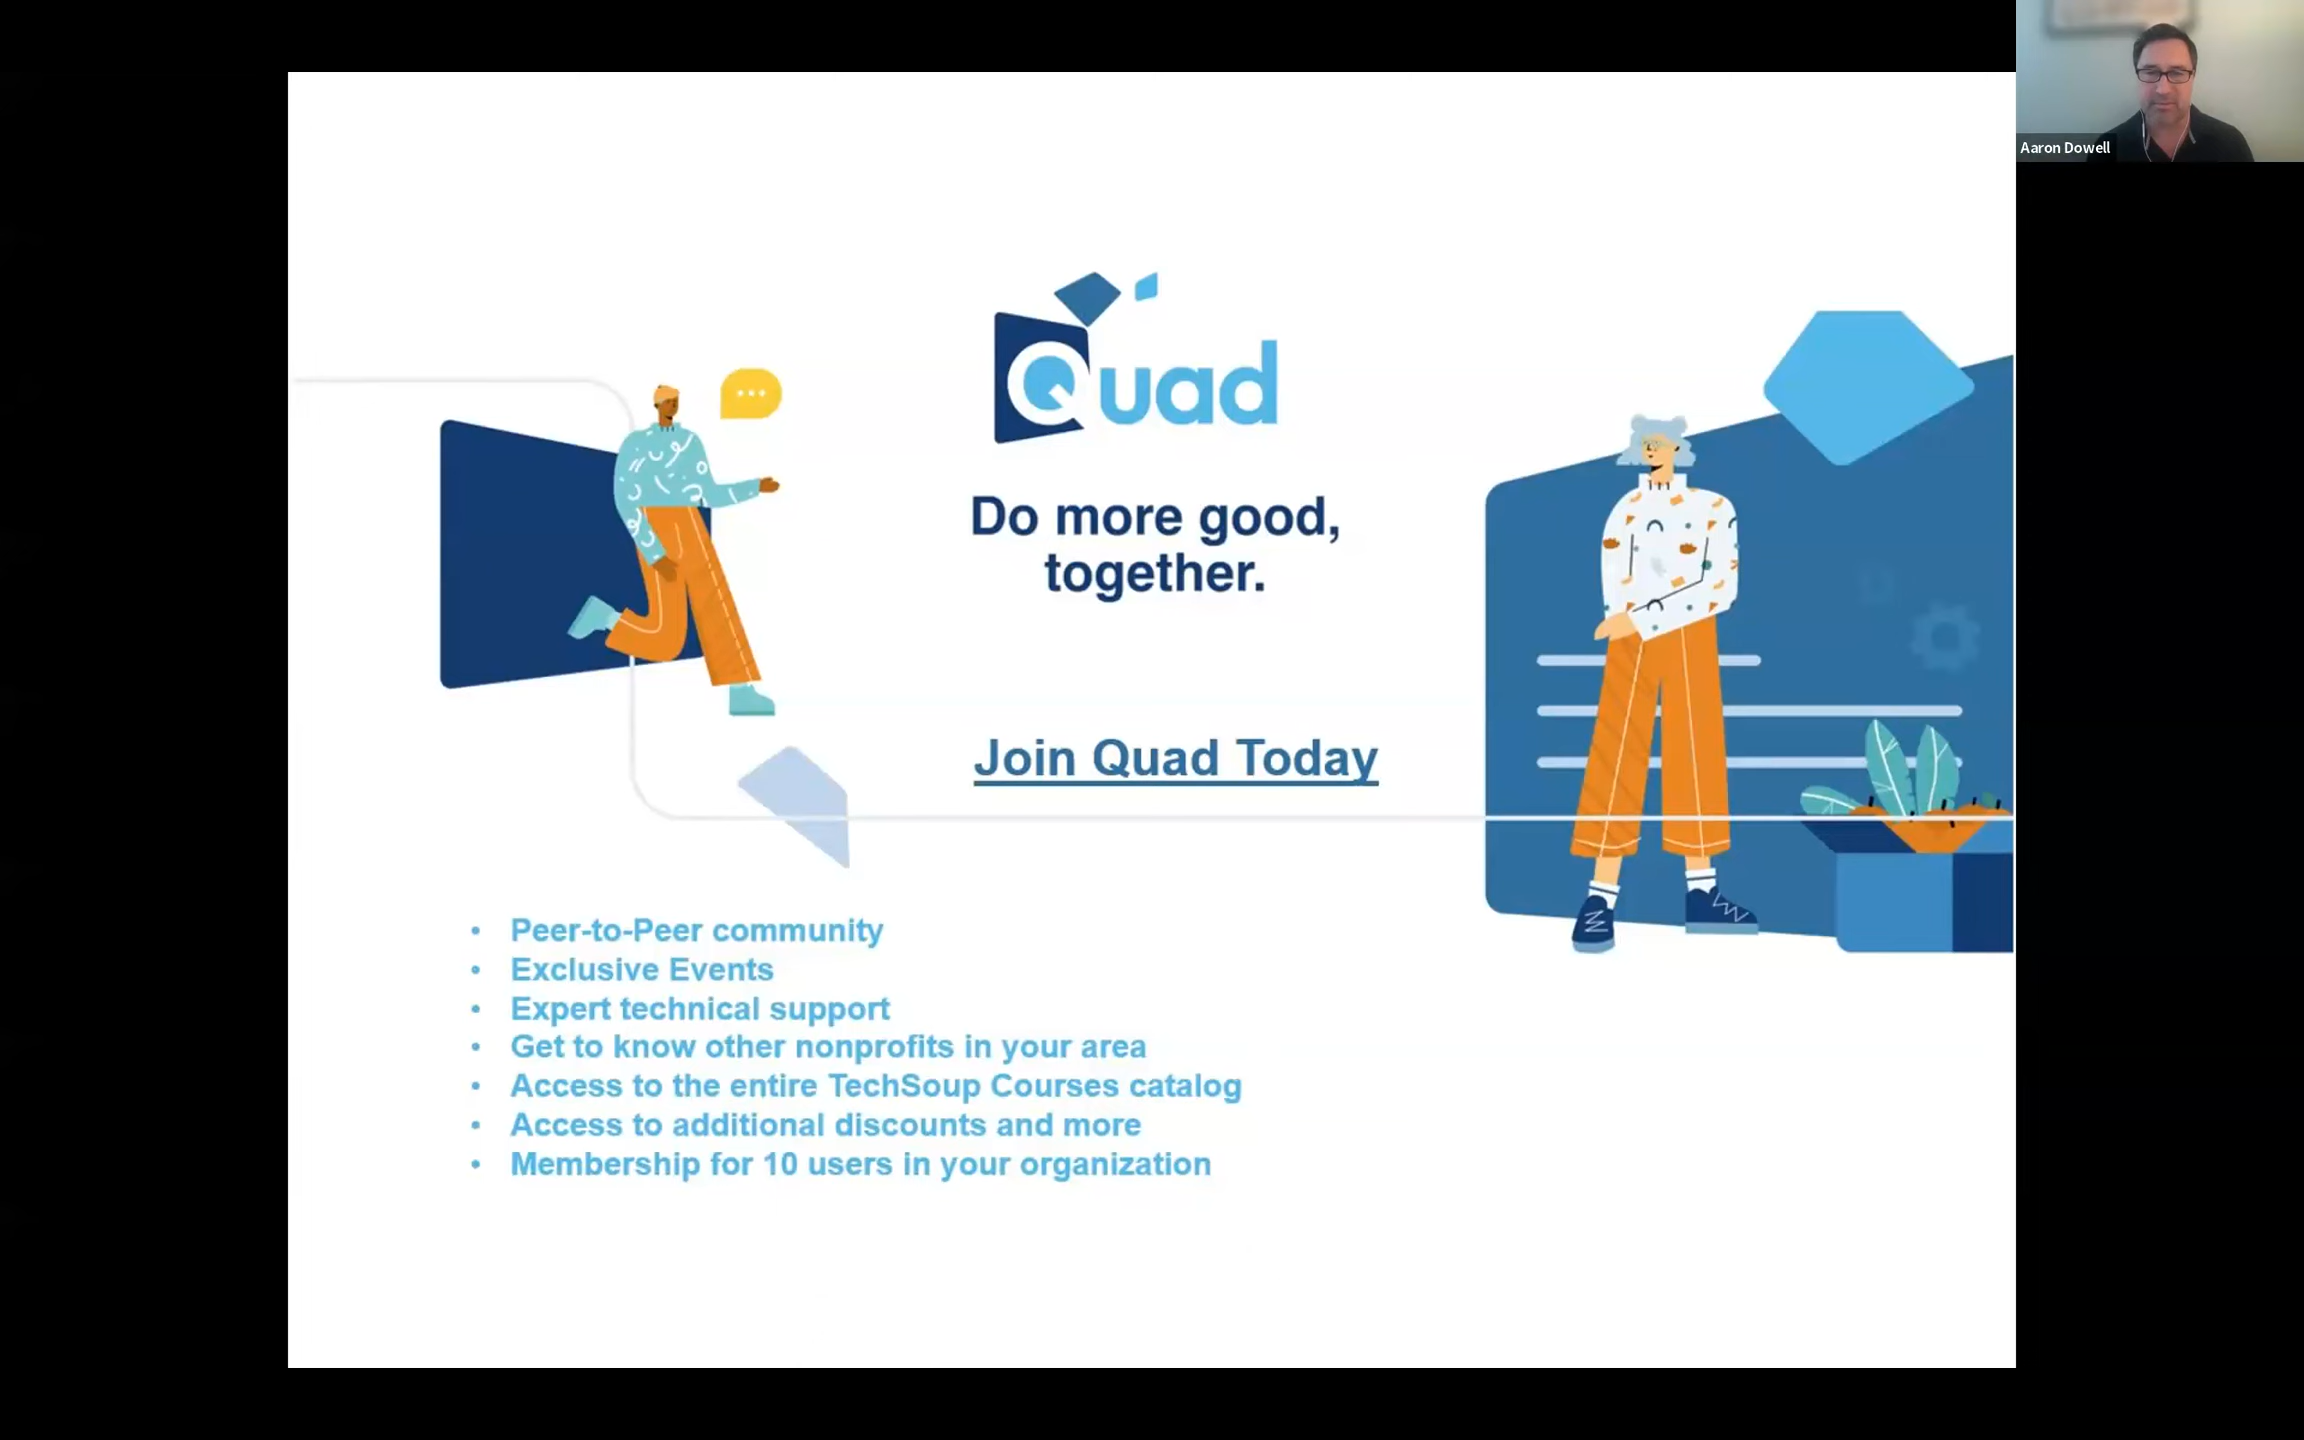 Aaron Dowell
Quad
Do more good,
together.
Join Quad Today
• Peer-to-Peer community
• Exclusive Events
• Expert technical support
• Get to know other nonprofits in your area
• Access to the entire TechSoup Courses catalog
• Access to additional discounts and more
• Membership for 10 users in your organization